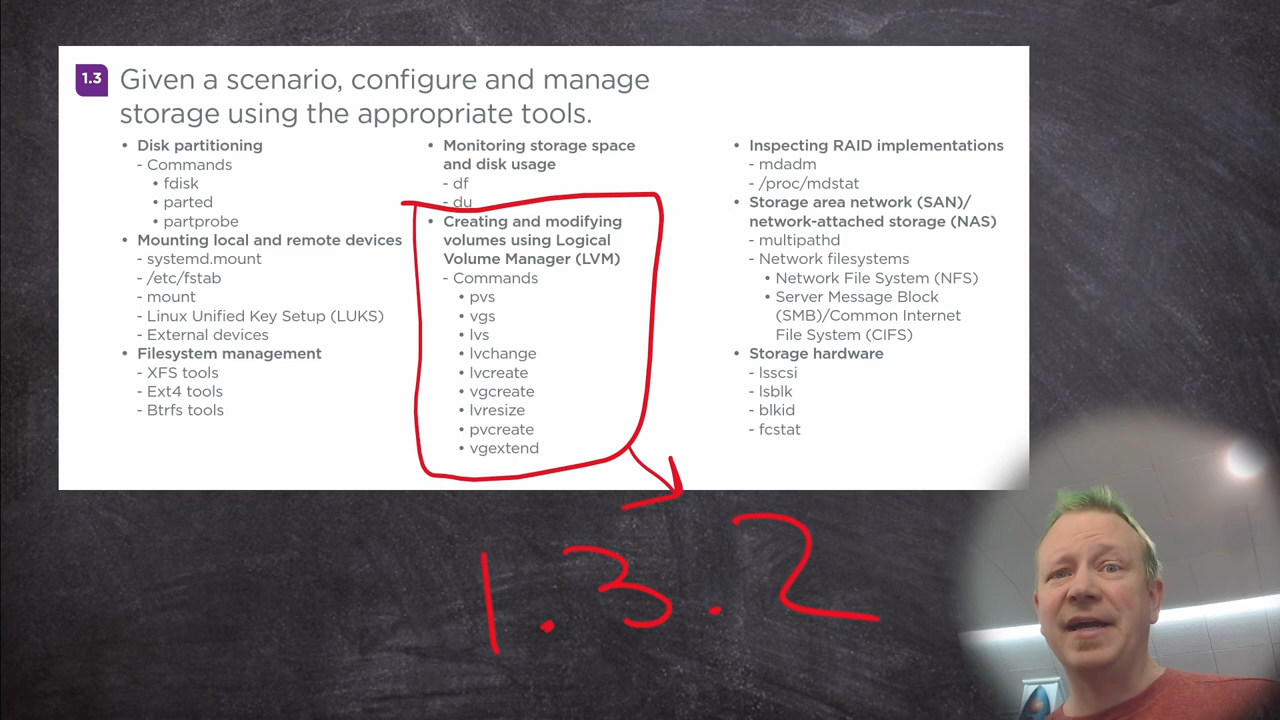 1.3
Given a scenario, configure and manage
storage using the appropriate tools.
• Disk partitioning
- Commands
• fdisk
• parted
• partprobe
• Mounting local and remote devices
- systemd.mount
- /etc/fstab
- mount
- Linux Unified Key Setup (LUKS)
- External devices
• Filesystem management
- XFS tools
- Ext4 tools
- Btrfs tools
• Monitoring storage space
and disk usage
- df
- du
• Creating and modifying
volumes using Logical
Volume Manager (LVM)
- Commands
• pvs
• vgs
• lvs
• lvchange
• lvcreate
• vgcreate
• lvresize
• pvcreate
• vgextend
• Inspecting RAID implementations
- mdadm
- /proc/mdstat
• Storage area network (SAN)/
network-attached storage (NAS)
- multipathd
- Network filesystems
• Network File System (NFS)
• Server Message Block
(SMB)/Common Internet
File System (CIFS)
• Storage hardware
- lsscsi
- lsblk
- blkid
- fcstat
1.3.2